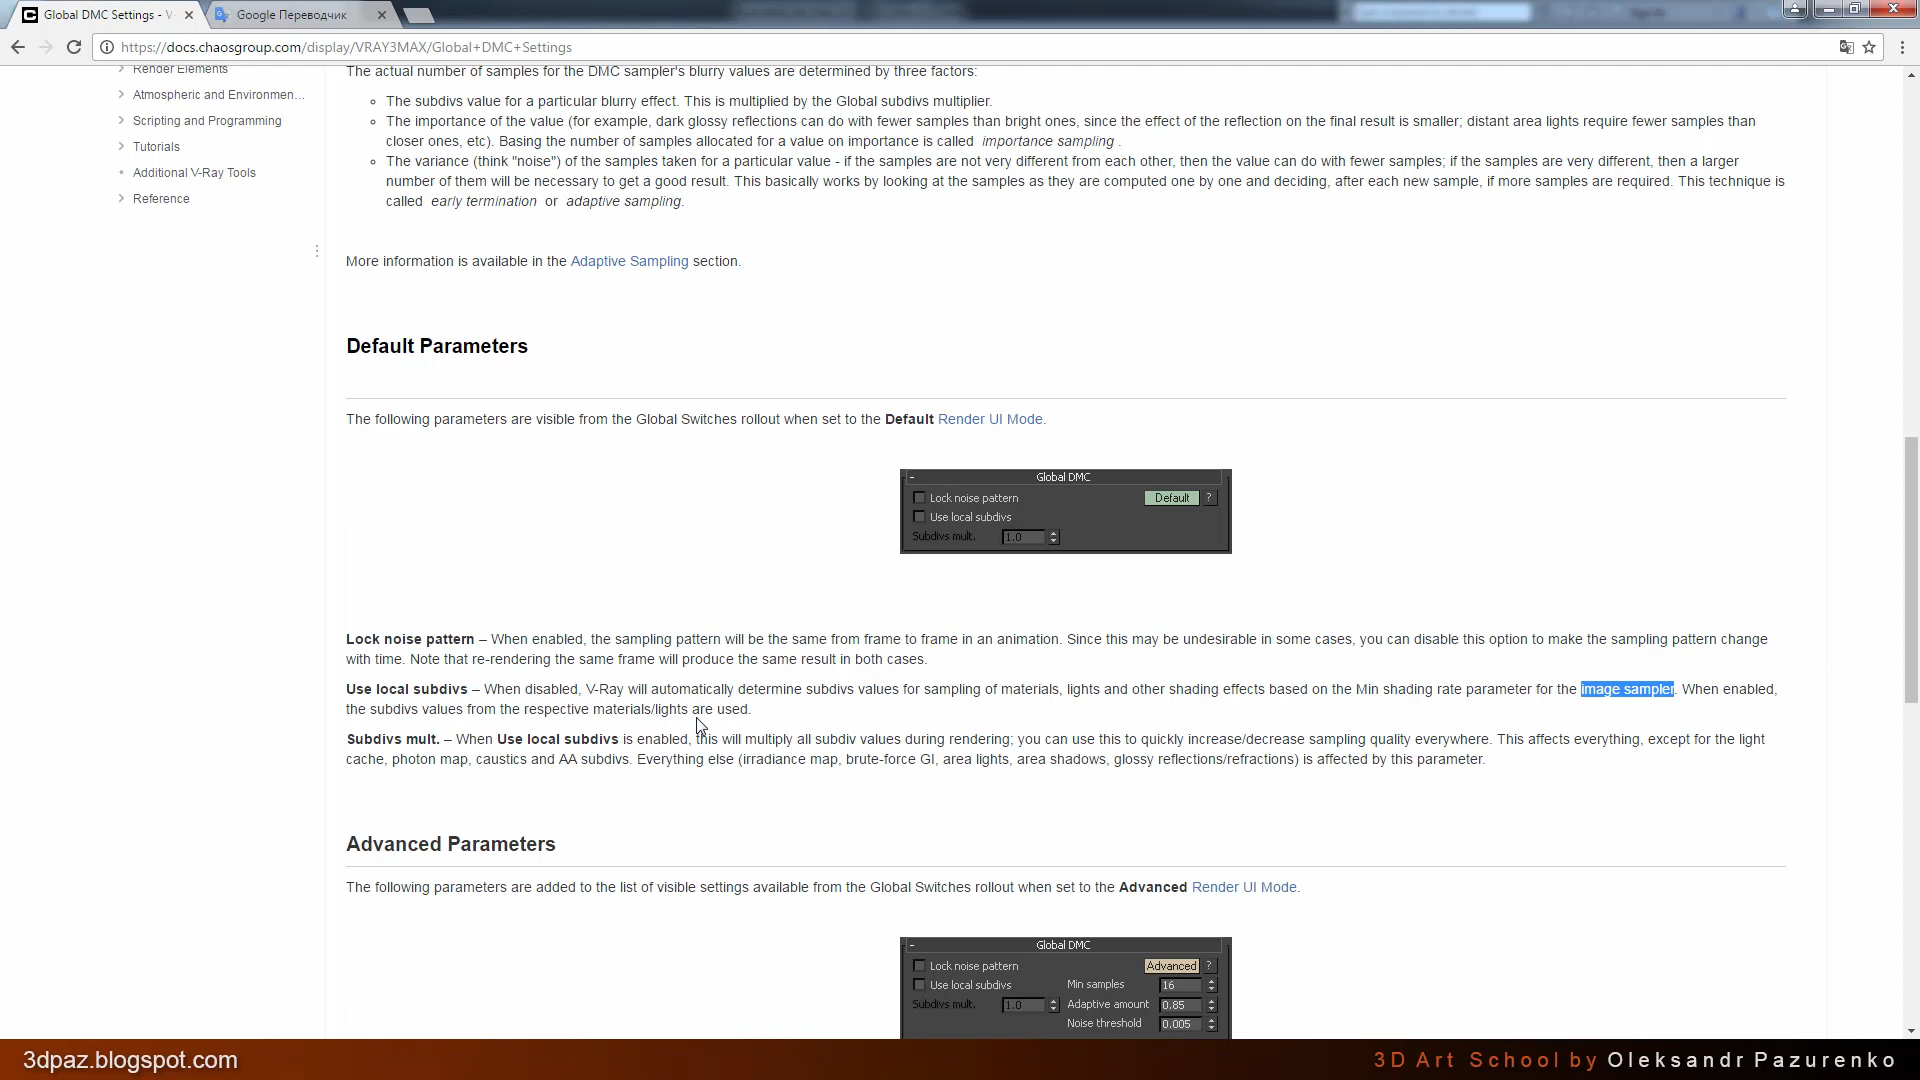 Global DMC Settings - V
Google Переводчик
https://docs.chaosgroup.com/display/VRAY3MAX/Global+DMC+Settings
Render Elements
Atmospheric and Environmen...
Scripting and Programming
Tutorials
Additional V-Ray Tools
Reference
The actual number of samples for the DMC sampler's blurry values are determined by three factors:
The subdivs value for a particular blurry effect. This is multiplied by the Global subdivs multiplier.
The importance of the value (for example, dark glossy reflections can do with fewer samples than bright ones, since the effect of the reflection on the final result is smaller; distant area lights require fewer samples than
closer ones, etc). Basing the number of samples allocated for a value on importance is called importance sampling .
The variance (think "noise") of the samples taken for a particular value - if the samples are not very different from each other, then the value can do with fewer samples; if the samples are very different, then a larger
number of them will be necessary to get a good result. This basically works by looking at the samples as they are computed one by one and deciding, after each new sample, if more samples are required. This technique is
called early termination or adaptive sampling.
More information is available in the Adaptive Sampling section.
Default Parameters
The following parameters are visible from the Global Switches rollout when set to the Default Render UI Mode.
- Global DMC
Lock noise pattern Default ?
Use local subdivs
Subdivs mult. 1.0
Lock noise pattern – When enabled, the sampling pattern will be the same from frame to frame in an animation. Since this may be undesirable in some cases, you can disable this option to make the sampling pattern change
with time. Note that re-rendering the same frame will produce the same result in both cases.
Use local subdivs – When disabled, V-Ray will automatically determine subdivs values for sampling of materials, lights and other shading effects based on the Min shading rate parameter for the image sampler. When enabled,
the subdivs values from the respective materials/lights are used.
Subdivs mult. – When Use local subdivs is enabled, this will multiply all subdiv values during rendering; you can use this to quickly increase/decrease sampling quality everywhere. This affects everything, except for the light
cache, photon map, caustics and AA subdivs. Everything else (irradiance map, brute-force GI, area lights, area shadows, glossy reflections/refractions) is affected by this parameter.
Advanced Parameters
The following parameters are added to the list of visible settings available from the Global Switches rollout when set to the Advanced Render UI Mode.
- Global DMC
Lock noise pattern Advanced ?
Use local subdivs Min samples 16
Subdivs mult. 1.0 Adaptive amount 0.85
Noise threshold 0.005
3dpaz.blogspot.com
3D Art School by Oleksandr Pazurenko